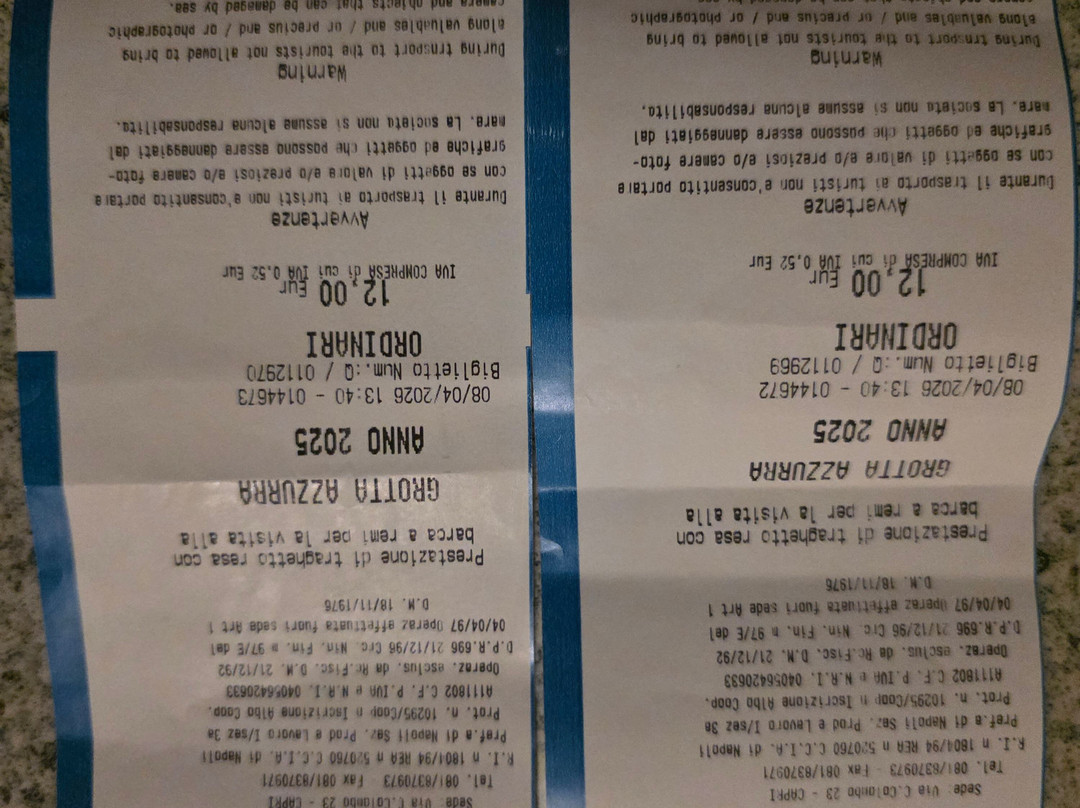 Sede: Via C.Colombo 23 - CAPRI
Tel. 081/8370973 - Fax 081/8370971
R.I. n 1804/94 REA n 520760 C.C.I.A. di Napoli
Pref.a di Napoli Sez. Prod e Lavoro I/sez 3a
Prot. n. 10295/Coop n Iscrizione Albo Coop.
A111802 C.F. P.IVA e N.R.I. 04056420633
Operaz. esclus. da Rc.Fisc. D.M. 21/12/92
D.P.R.696 21/12/96 Crc. Nin. Fin. n 97/E del
04/04/97 Operaz effettuata fuori sede Art 1
D.M. 18/11/1976
Prestazione di traghetto resa con
barca a remi per la visita alla
GROTTA AZZURRA
ANNO 2025
08/04/2026 13:40 - 0144672
Biglietto Num.:Q / 0112969
ORDINARI
12,00 Eur
IVA COMPRESA di cui IVA 0,52 Eur
Avvertenze
Durante il trasporto ai turisti non e'consentito portare
con se oggetti di valore e/o preziosi e/o camere foto-
grafiche ed oggetti che possono essere danneggiati dal
mare. La societa non si assume alcuna responsabilita.
Warning
During trnsport to the tourists not allowed to bring
along valuables and / or precius and / or photographic
Sede: Via C.Colombo 23 - CAPRI
Tel. 081/8370973 - Fax 081/8370971
R.I. n 1804/94 REA n 520760 C.C.I.A. di Napoli
Pref.a di Napoli Sez. Prod e Lavoro I/sez 3a
Prot. n. 10295/Coop n Iscrizione Albo Coop.
A111802 C.F. P.IVA e N.R.I. 04056420633
Operaz. esclus. da Rc.Fisc. D.M. 21/12/92
D.P.R.696 21/12/96 Crc. Nin. Fin. n 97/E del
04/04/97 Operaz effettuata fuori sede Art 1
D.M. 18/11/1976
Prestazione di traghetto resa con
barca a remi per la visita alla
GROTTA AZZURRA
ANNO 2025
08/04/2026 13:40 - 0144673
Biglietto Num.:Q / 0112970
ORDINARI
12,00 Eur
IVA COMPRESA di cui IVA 0,52 Eur
Avvertenze
Durante il trasporto ai turisti non e'consentito portare
con se oggetti di valore e/o preziosi e/o camere foto-
grafiche ed oggetti che possono essere danneggiati dal
mare. La societa non si assume alcuna responsabilita.
Warning
During trnsport to the tourists not allowed to bring
along valuables and / or precius and / or photographic
camera and objects that can be damaged by sea.